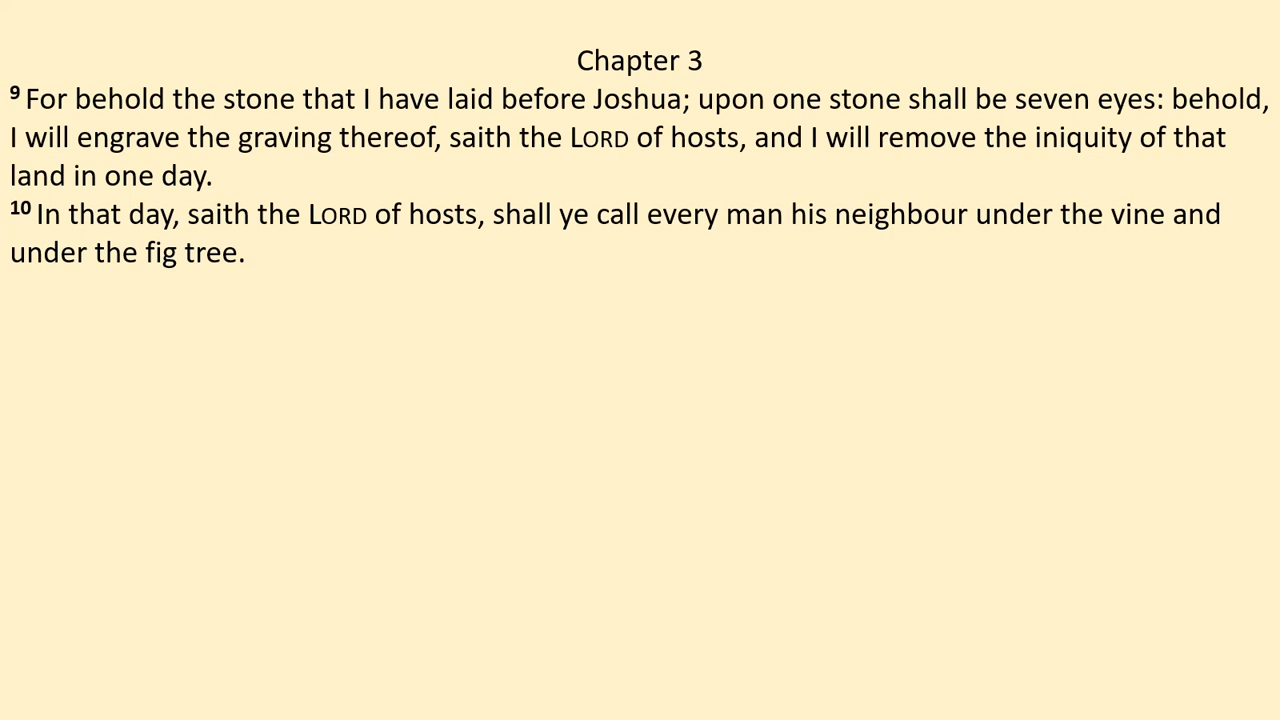 Chapter 3
9 For behold the stone that I have laid before Joshua; upon one stone shall be seven eyes: behold,
I will engrave the graving thereof, saith the LORD of hosts, and I will remove the iniquity of that
land in one day.
10 In that day, saith the LORD of hosts, shall ye call every man his neighbour under the vine and
under the fig tree.